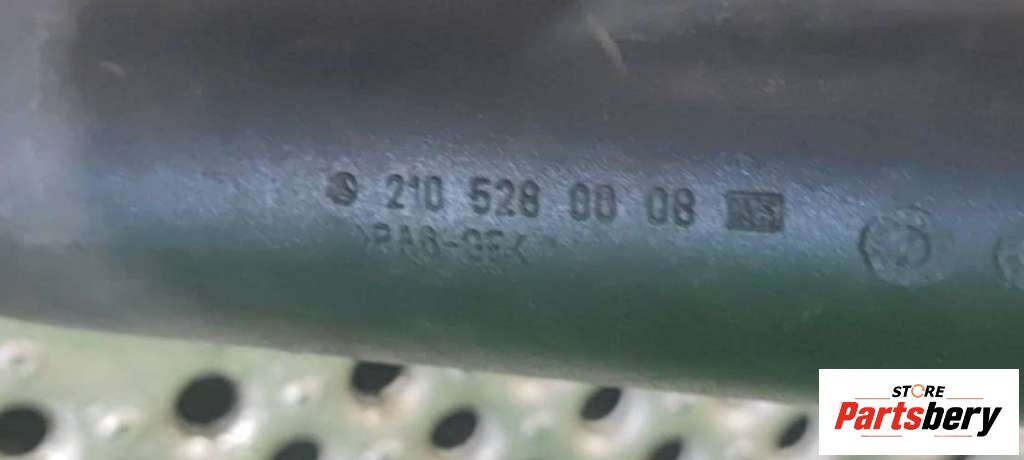 210 528 00 08
>PA6-GF<
STORE
Partsbery